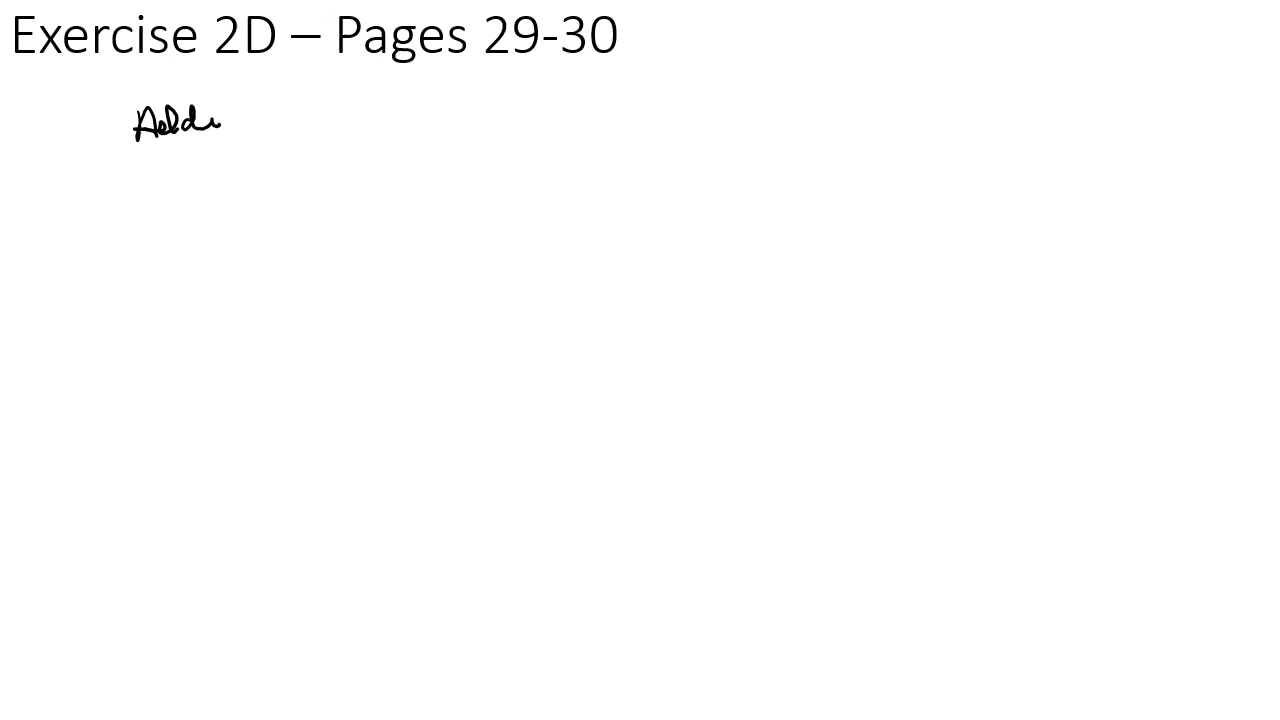 Exercise 2D – Pages 29-30